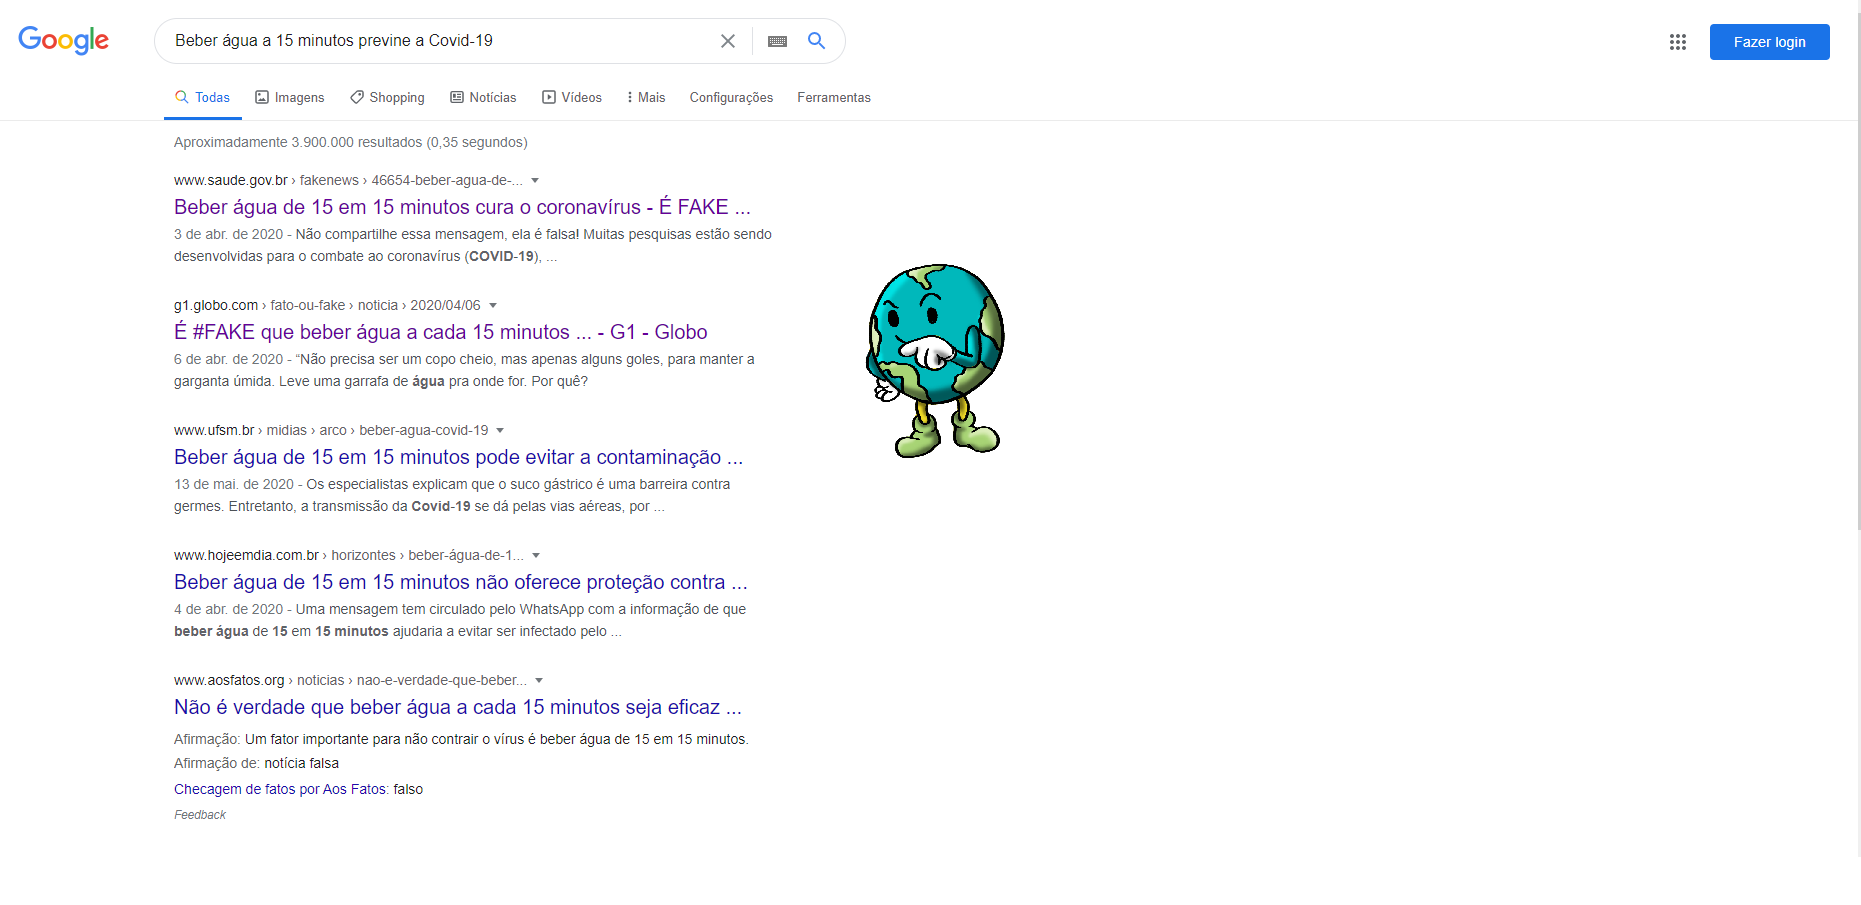 Google
Beber água a 15 minutos previne a Covid-19
Fazer login
Todas Imagens Shopping Notícias Vídeos Mais Configurações Ferramentas
Aproximadamente 3.900.000 resultados (0,35 segundos)
www.saude.gov.br › fakenews › 46654-beber-agua-de-...
Beber água de 15 em 15 minutos cura o coronavírus - É FAKE ...
3 de abr. de 2020 - Não compartilhe essa mensagem, ela é falsa! Muitas pesquisas estão sendo
desenvolvidas para o combate ao coronavírus (COVID-19), ...
g1.globo.com › fato-ou-fake › noticia › 2020/04/06
É #FAKE que beber água a cada 15 minutos ... - G1 - Globo
6 de abr. de 2020 - “Não precisa ser um copo cheio, mas apenas alguns goles, para manter a
garganta úmida. Leve uma garrafa de água pra onde for. Por quê?
www.ufsm.br › midias › arco › beber-agua-covid-19
Beber água de 15 em 15 minutos pode evitar a contaminação ...
13 de mai. de 2020 - Os especialistas explicam que o suco gástrico é uma barreira contra
germes. Entretanto, a transmissão da Covid-19 se dá pelas vias aéreas, por ...
www.hojeemdia.com.br › horizontes › beber-água-de-1...
Beber água de 15 em 15 minutos não oferece proteção contra ...
4 de abr. de 2020 - Uma mensagem tem circulado pelo WhatsApp com a informação de que
beber água de 15 em 15 minutos ajudaria a evitar ser infectado pelo ...
www.aosfatos.org › noticias › nao-e-verdade-que-beber...
Não é verdade que beber água a cada 15 minutos seja eficaz ...
Afirmação: Um fator importante para não contrair o vírus é beber água de 15 em 15 minutos.
Afirmação de: notícia falsa
Checagem de fatos por Aos Fatos: falso
Feedback